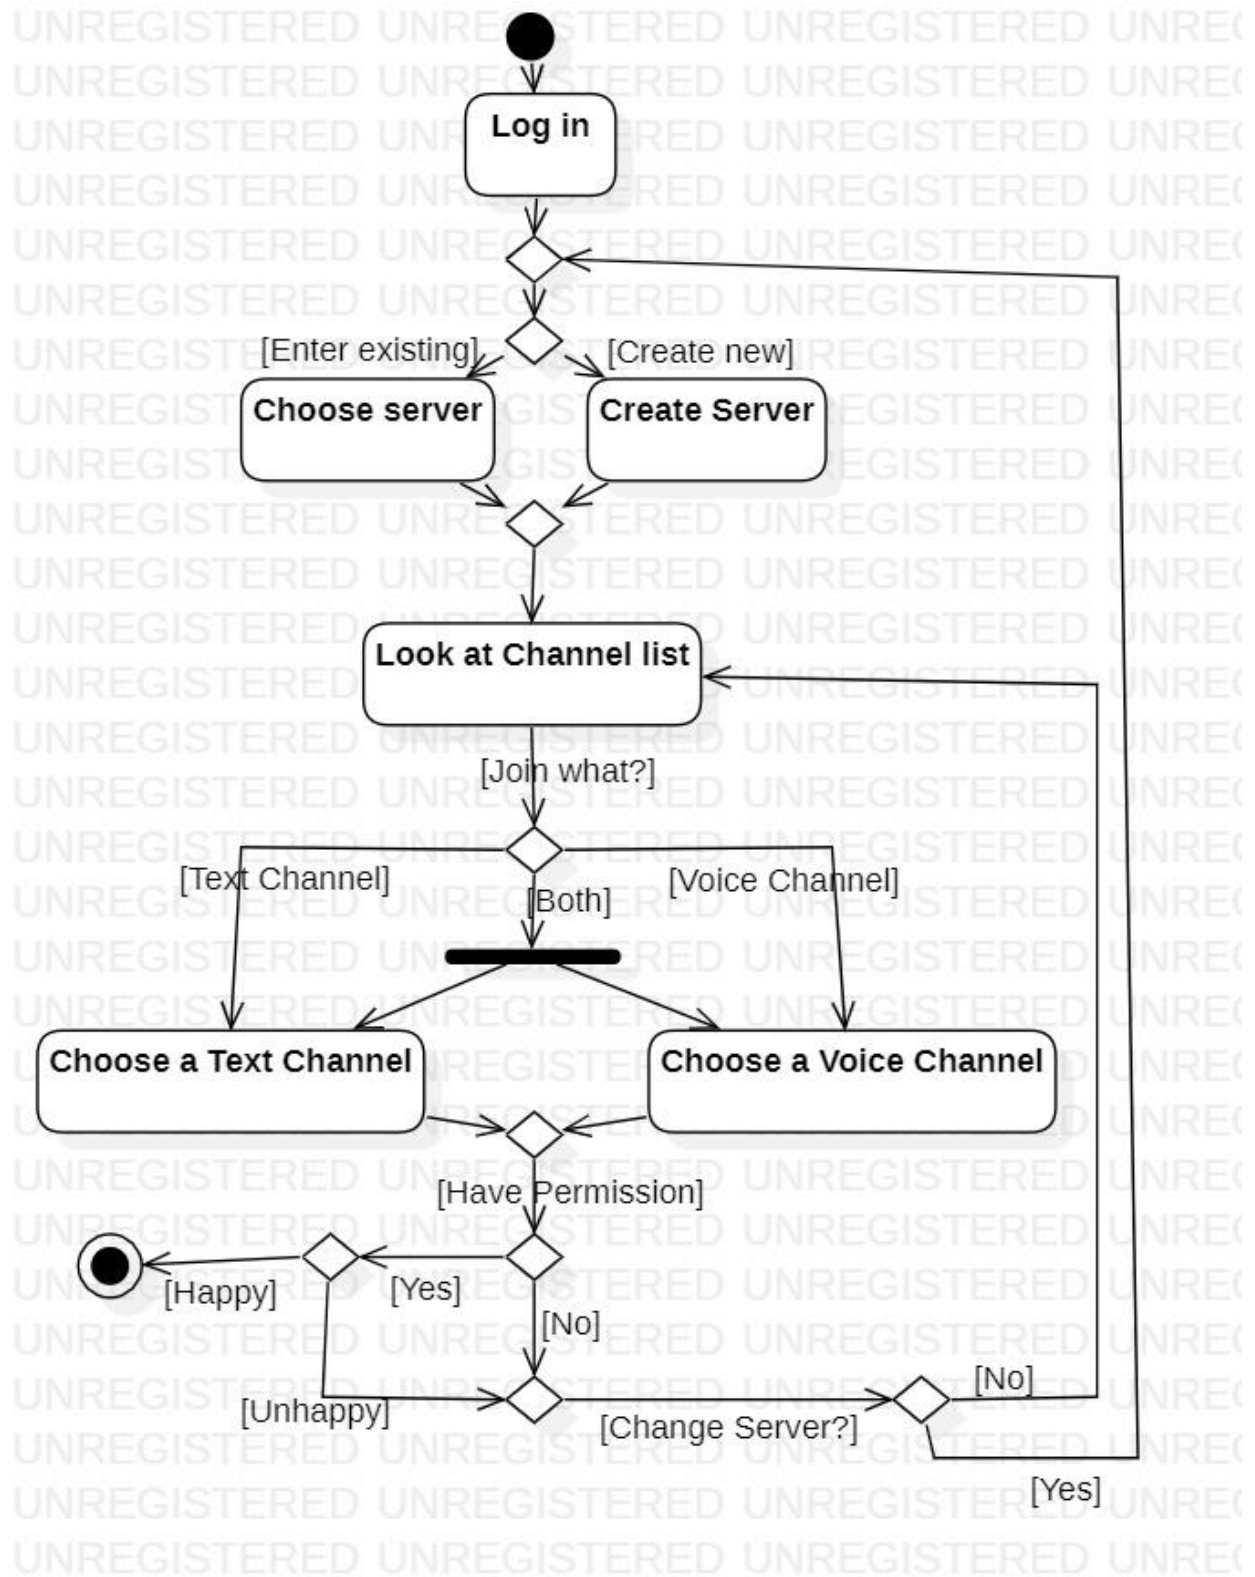 Log in
[Enter existing]
[Create new]
Choose server
Create Server
Look at Channel list
[Join what?]
[Text Channel]
[Both]
[Voice Channel]
Choose a Text Channel
Choose a Voice Channel
[Have Permission]
[Happy]
[Yes]
[No]
[Unhappy]
[Change Server?]
[No]
[Yes]
UNREGISTERED